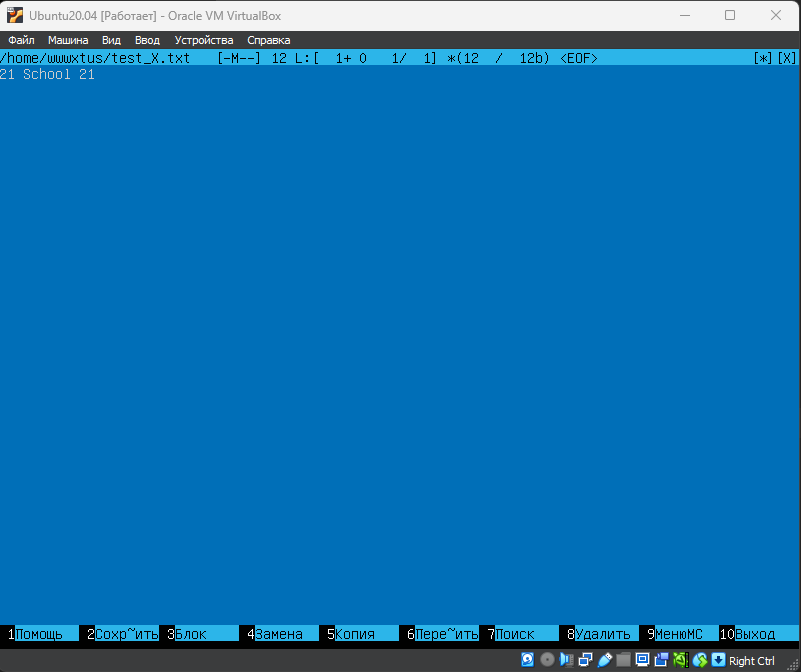 Ubuntu20.04 [Работает] - Oracle VM VirtualBox
Файл Машина Вид Ввод Устройства Справка
/home/wwwxtus/test_X.txt [-M--] 12 L:[ 1+ 0 1/ 1] *(12 / 12b) <EOF> [*][X]
21 School 21
1Помощь 2Сохр~ить 3Блок 4Замена 5Копия 6Пере~ить 7Поиск 8Удалить 9МенюMC 10Выход
Right Ctrl